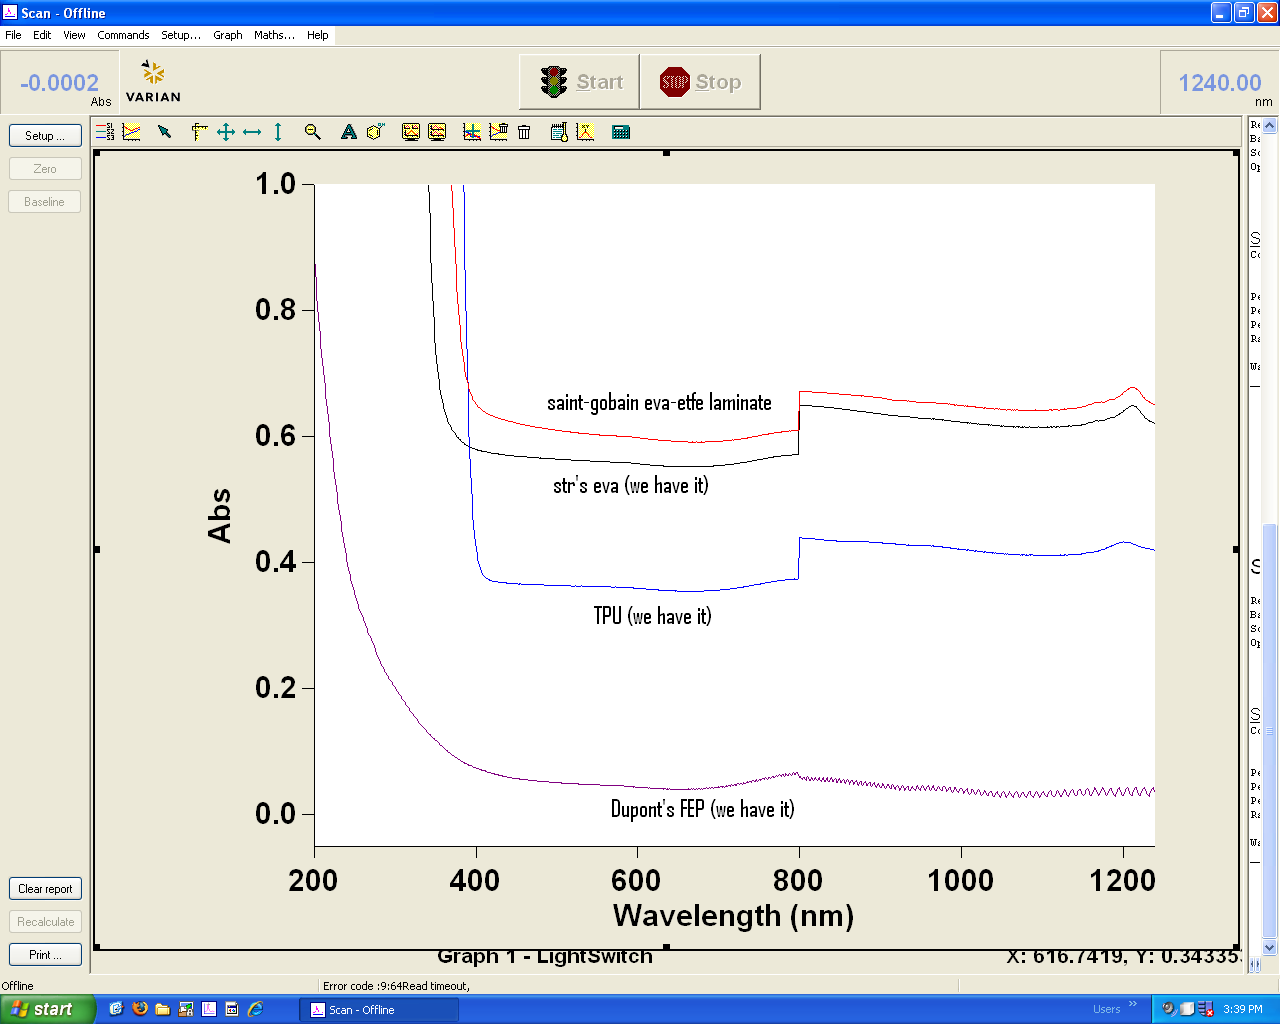 Scan - Offline
File Edit View Commands Setup... Graph Maths... Help
-0.0002
Abs
VARIAN
Start
STOP Stop
1240.00
nm
Setup ...
Zero
Baseline
1.0
0.8
0.6
0.4
0.2
0.0
Abs
saint-gobain eva-etfe laminate
str's eva (we have it)
TPU (we have it)
Dupont's FEP (we have it)
200 400 600 800 1000 1200
Wavelength (nm)
Clear report
Recalculate
Print ...
Graph 1 - LightSwitch
X: 616.7419, Y: 0.34335
Offline
Error code :9:64Read timeout,
start
Scan - Offline
Users
3:39 PM